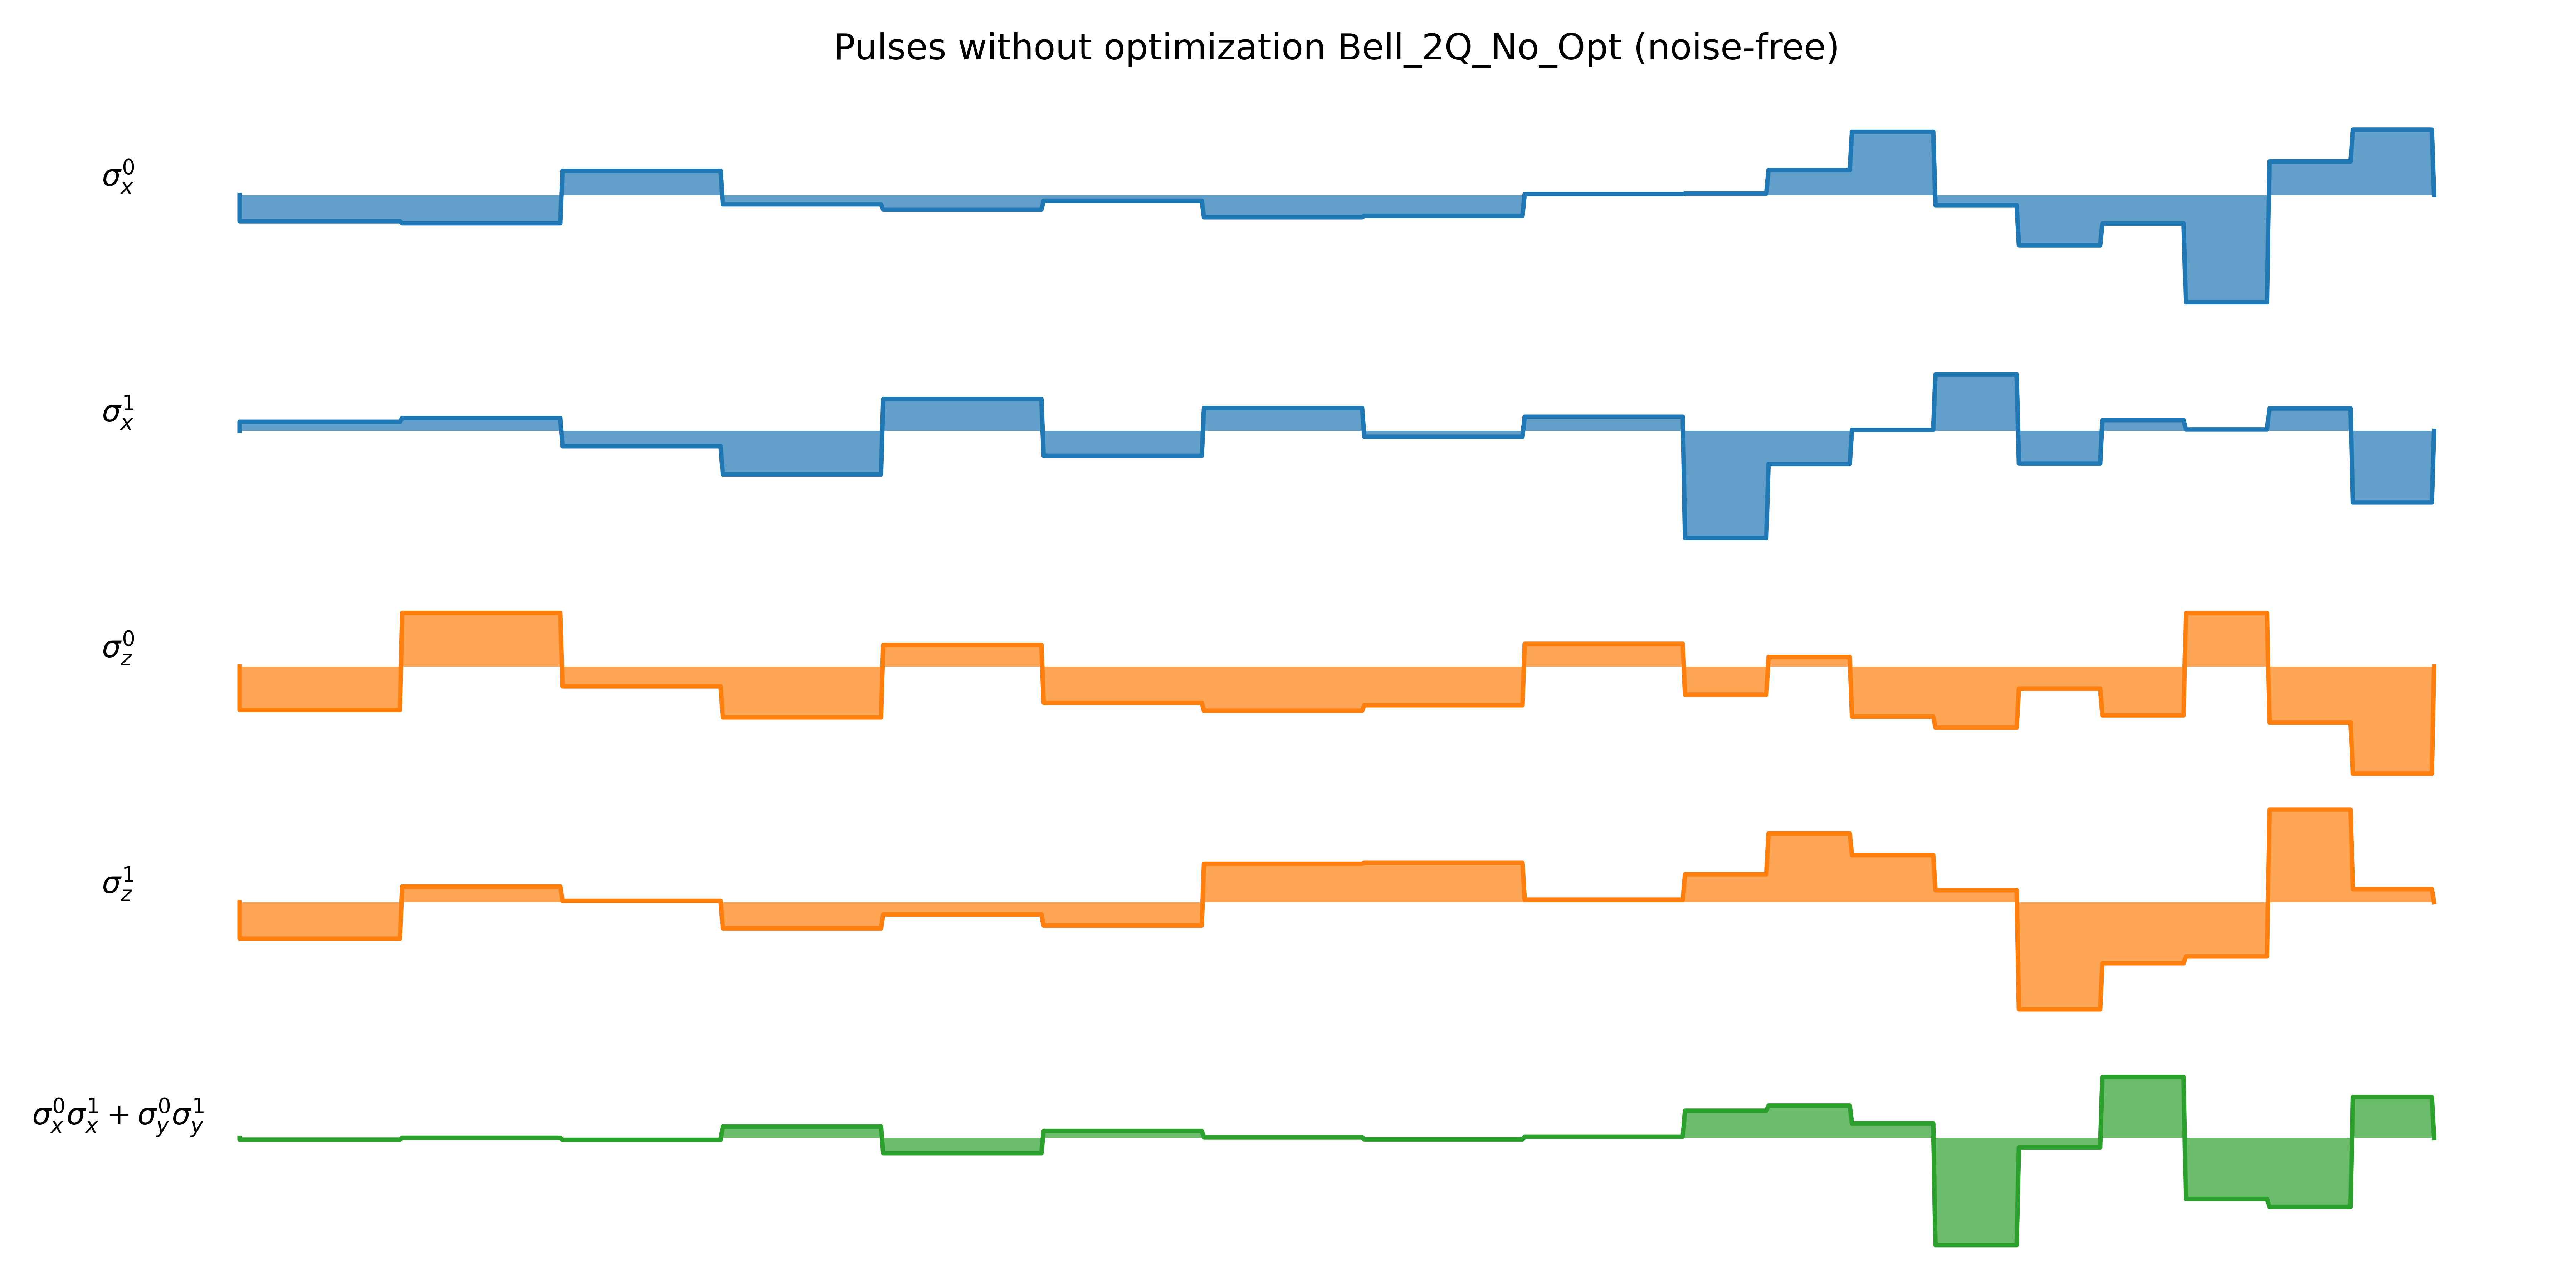 Pulses without optimization Bell_2Q_No_Opt (noise-free)
σ_x^0
σ_x^1
σ_z^0
σ_z^1
σ_x^0σ_x^1 + σ_y^0σ_y^1